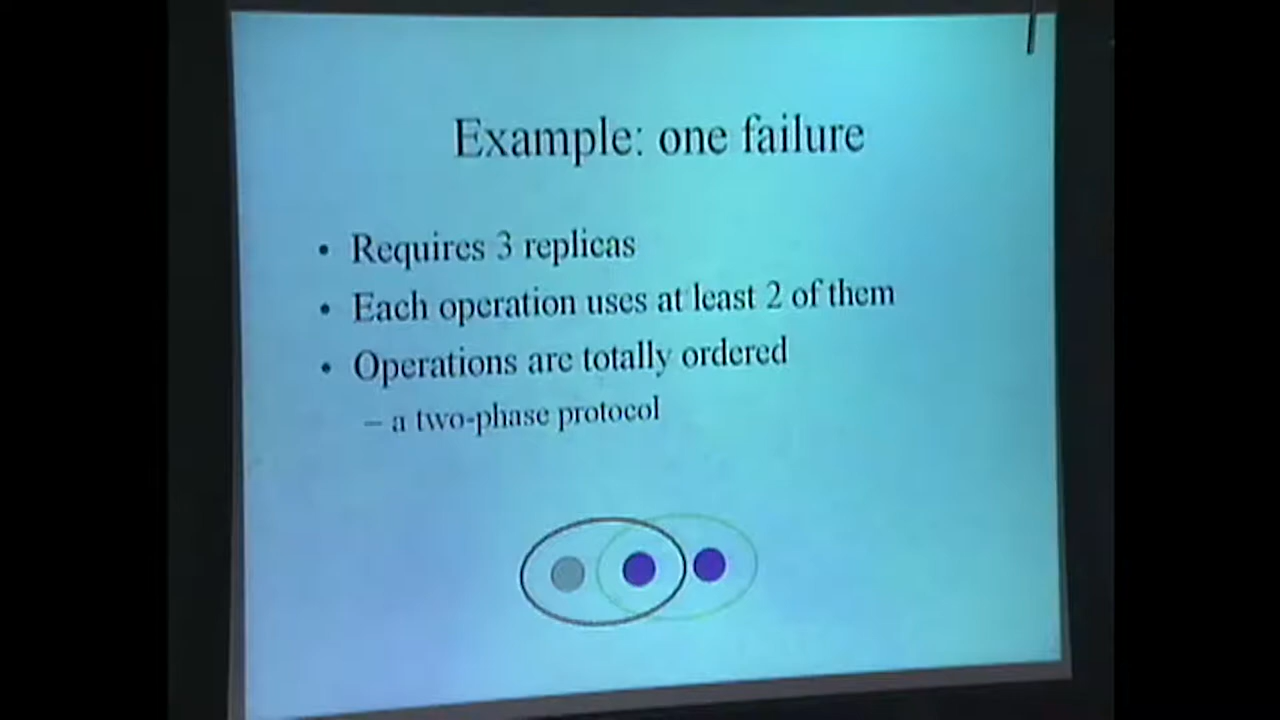 Example: one failure
• Requires 3 replicas
• Each operation uses at least 2 of them
• Operations are totally ordered
– a two-phase protocol